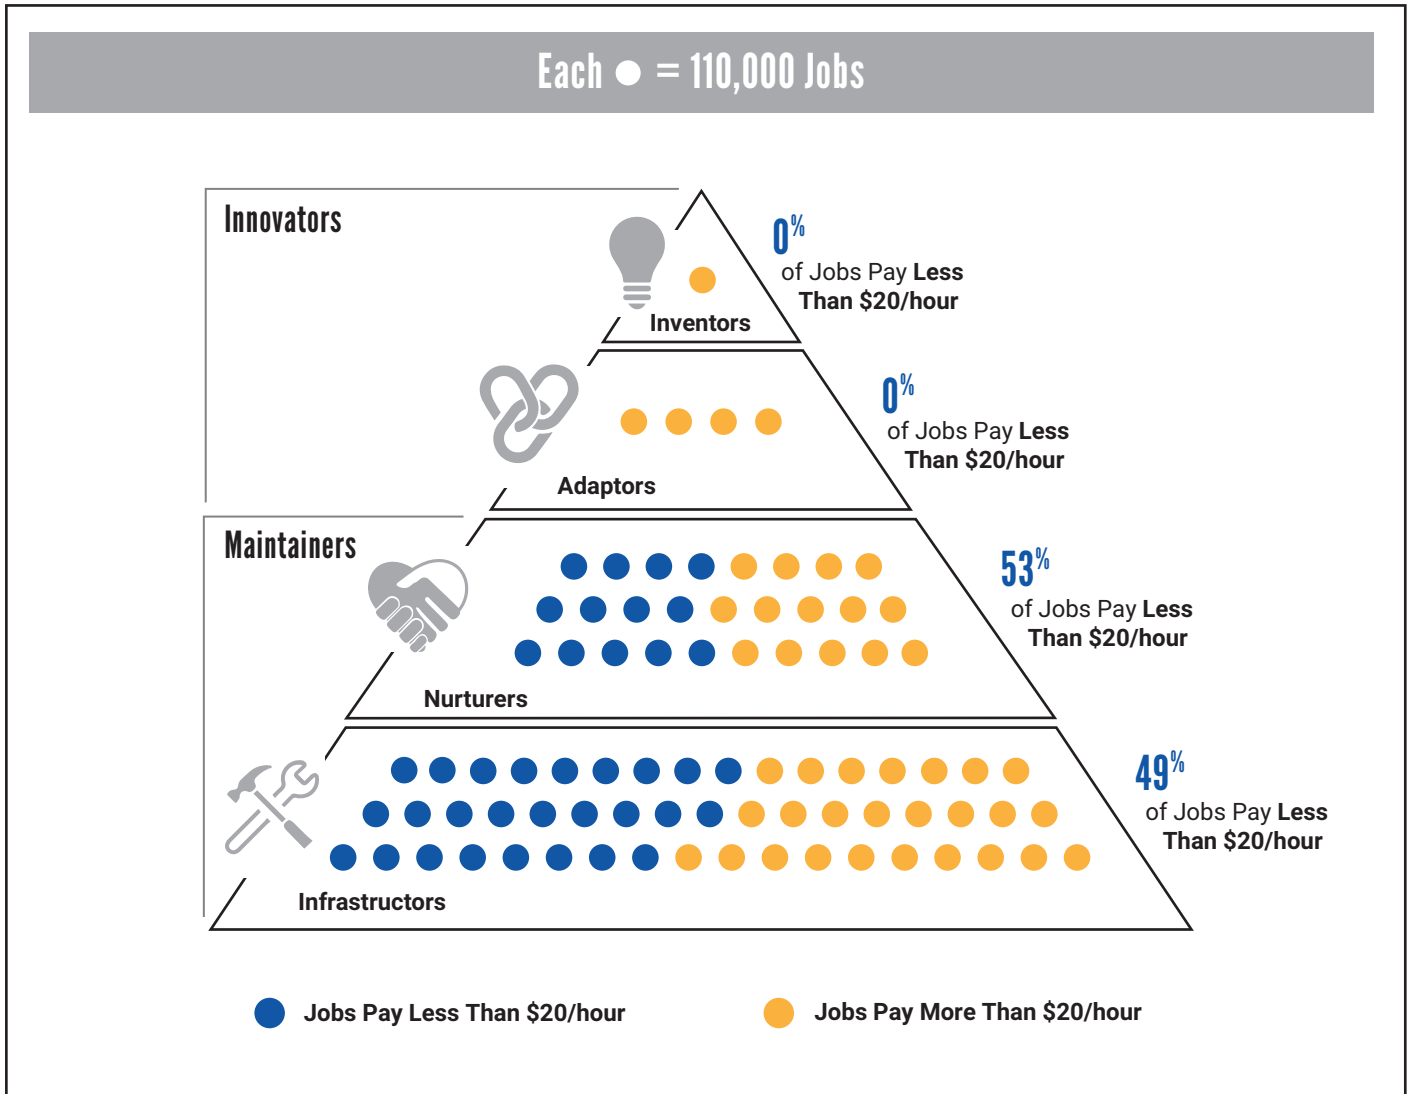 Each ● = 110,000 Jobs
Innovators
0%
of Jobs Pay Less
Than $20/hour
Inventors
0%
of Jobs Pay Less
Than $20/hour
Adaptors
Maintainers
53%
of Jobs Pay Less
Than $20/hour
Nurturers
49%
of Jobs Pay Less
Than $20/hour
Infrastructors
Jobs Pay Less Than $20/hour
Jobs Pay More Than $20/hour